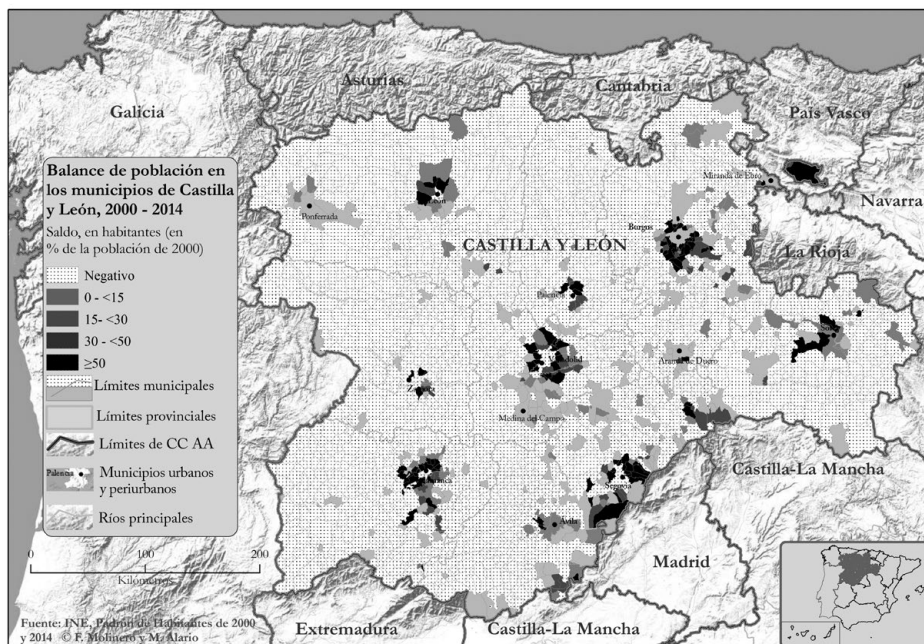 Asturias
Cantabria
Galicia
País Vasco
Balance de población en
los municipios de Castilla
y León, 2000 - 2014
Saldo, en habitantes (en
% de la población de 2000)
Negativo
0 - <15
15- <30
30 - <50
≥50
Límites municipales
Límites provinciales
Límites de CC AA
Palencia
Municipios urbanos
y periurbanos
Ríos principales
0 100 200
Kilómetros
Fuente: INE, Padrón de Habitantes de 2000
y 2014 © F. Molinero y M. Alario
Miranda de Ebro
Navarra
León
Ponferrada
Burgos
CASTILLA Y LEÓN
La Rioja
Palencia
Soria
Aranda de Duero
Zamora
Medina del Campo
Castilla-La Mancha
Segovia
Ávila
Madrid
Extremadura
Castilla-La Mancha